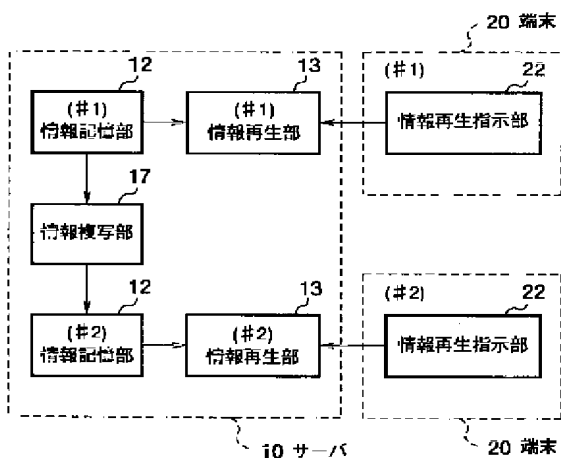 20 端末
12
(#1)
情報記憶部
13
(#1)
情報再生部
(#1)
22
情報再生指示部
17
情報複写部
12
(#2)
情報記憶部
13
(#2)
情報再生部
(#2)
22
情報再生指示部
10 サーバ
20 端末